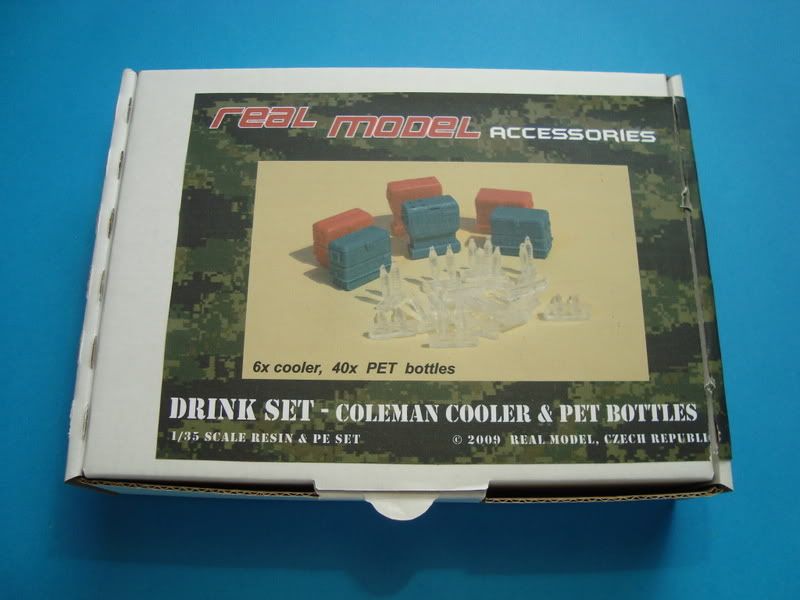 REAL MODEL ACCESSORIES
6x cooler, 40x PET bottles
DRINK SET - COLEMAN COOLER & PET BOTTLES
1/35 SCALE RESIN & PE SET © 2009 REAL MODEL, CZECH REPUBLIC